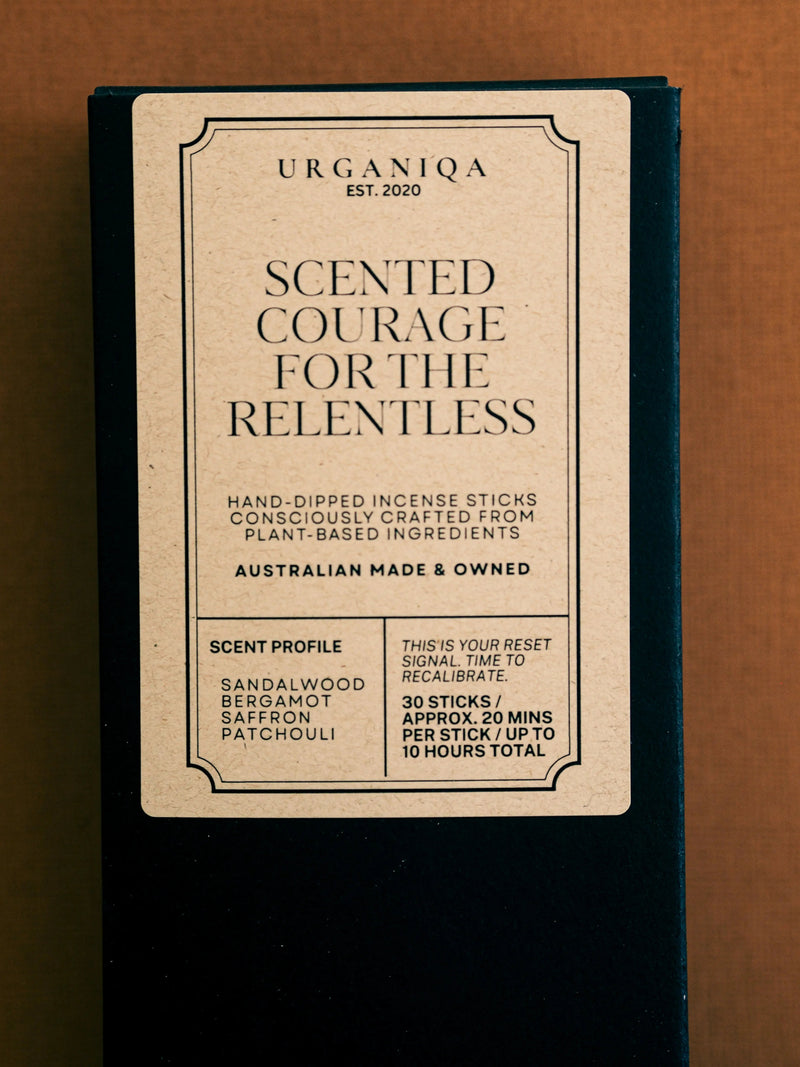 URGANIQA
EST. 2020
SCENTED
COURAGE
FOR THE
RELENTLESS
HAND-DIPPED INCENSE STICKS
CONSCIOUSLY CRAFTED FROM
PLANT-BASED INGREDIENTS
AUSTRALIAN MADE & OWNED
SCENT PROFILE
SANDALWOOD
BERGAMOT
SAFFRON
PATCHOULI
THIS IS YOUR RESET
SIGNAL. TIME TO
RECALIBRATE.
30 STICKS /
APPROX. 20 MINS
PER STICK / UP TO
10 HOURS TOTAL